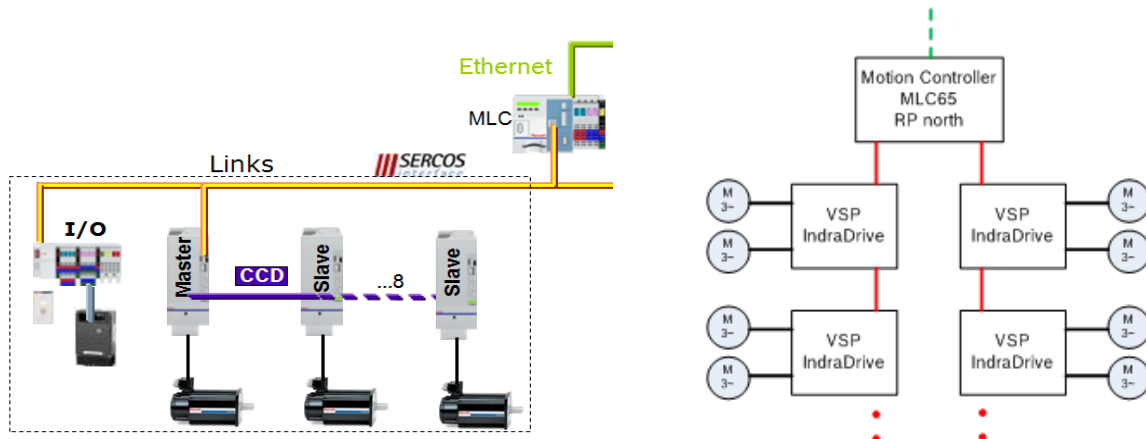 Ethernet
MLC
SERCOS
interface
Links
I/O
Master
CCD
Slave
...8
Slave
Motion Controller
MLC65
RP north
M
3~
M
3~
VSP
IndraDrive
VSP
IndraDrive
M
3~
M
3~
M
3~
M
3~
VSP
IndraDrive
VSP
IndraDrive
M
3~
M
3~